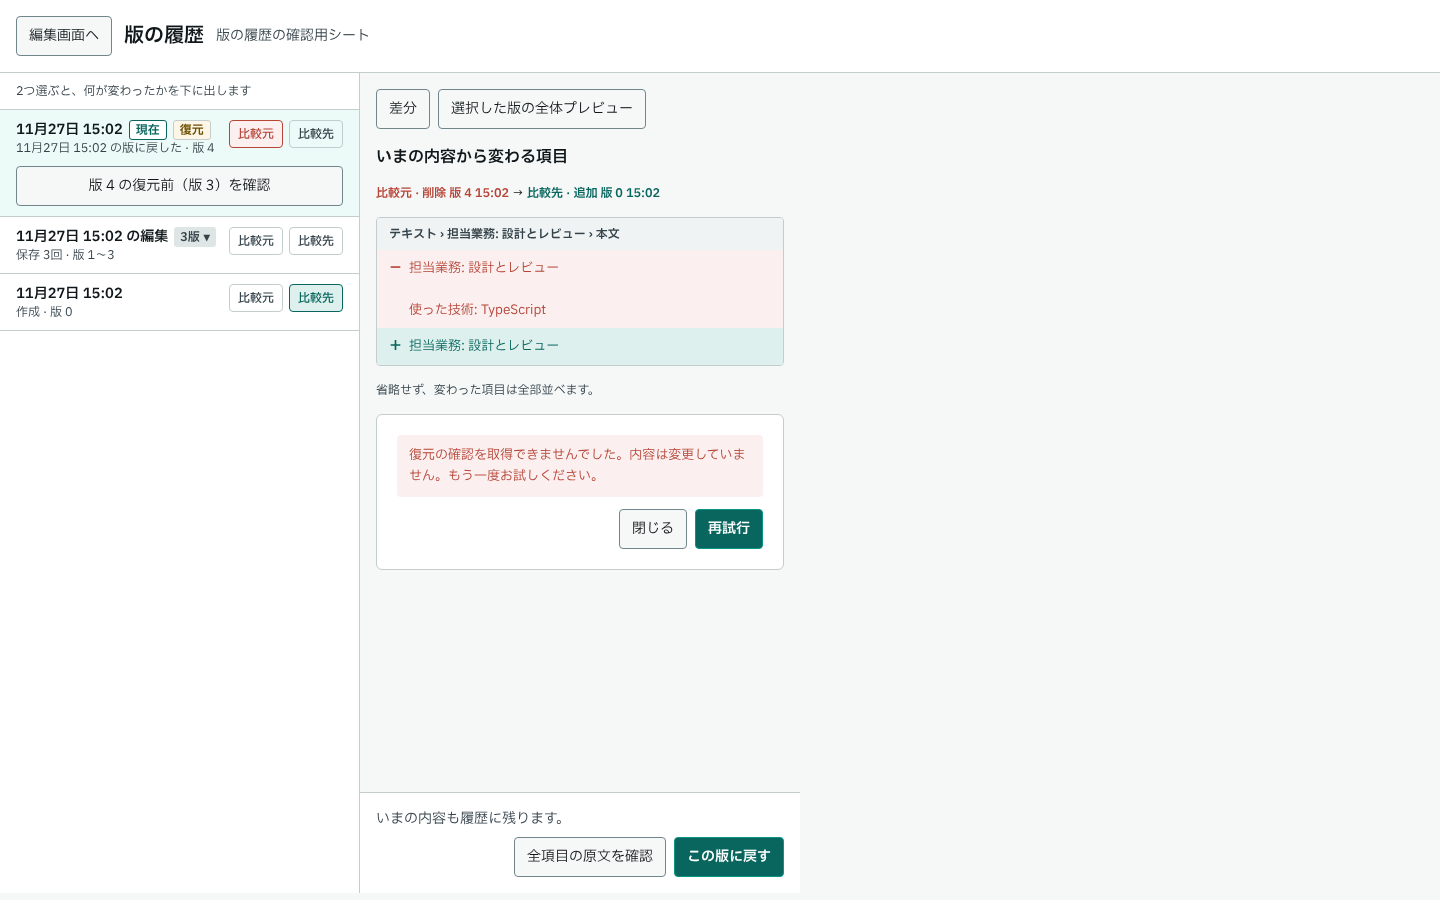 編集画面へ
版の履歴
版の履歴の確認用シート
2つ選ぶと、何が変わったかを下に出します
11月27日 15:02 現在 復元
11月27日 15:02 の版に戻した · 版 4
比較元 比較先
版 4 の復元前（版 3）を確認
11月27日 15:02 の編集 3版 ▾
保存 3回 · 版 1〜3
比較元 比較先
11月27日 15:02
作成 · 版 0
比較元 比較先
差分
選択した版の全体プレビュー
いまの内容から変わる項目
比較元 · 削除 版 4 15:02 → 比較先 · 追加 版 0 15:02
テキスト › 担当業務: 設計とレビュー › 本文
− 担当業務: 設計とレビュー
使った技術: TypeScript
+ 担当業務: 設計とレビュー
省略せず、変わった項目は全部並べます。
復元の確認を取得できませんでした。内容は変更していま
せん。もう一度お試しください。
閉じる
再試行
いまの内容も履歴に残ります。
全項目の原文を確認
この版に戻す